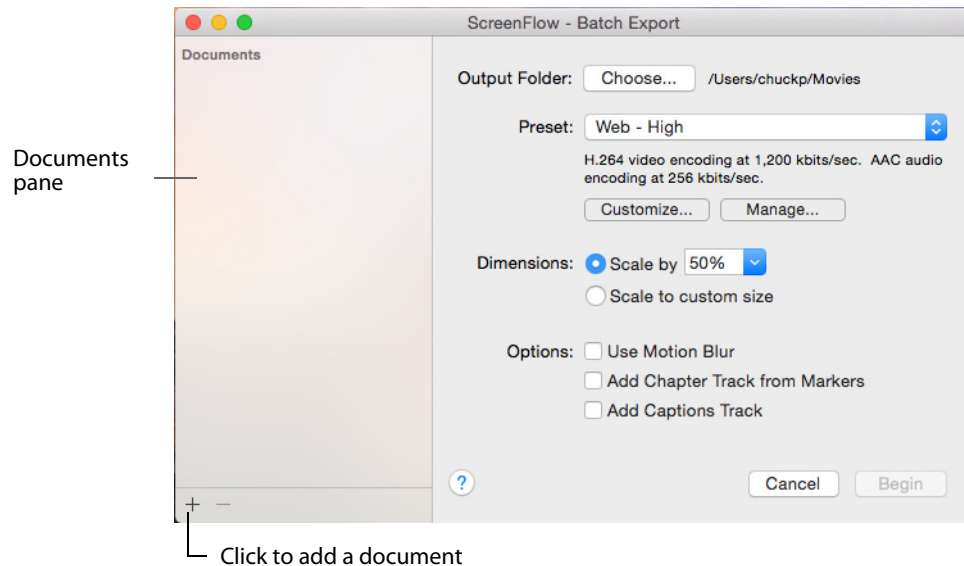 ScreenFlow - Batch Export
Documents
Output Folder: Choose... /Users/chuckp/Movies
Preset: Web - High
H.264 video encoding at 1,200 kbits/sec. AAC audio
encoding at 256 kbits/sec.
Customize... Manage...
Documents
pane
Dimensions: Scale by 50%
Scale to custom size
Options: Use Motion Blur
Add Chapter Track from Markers
Add Captions Track
? Cancel Begin
+ −
Click to add a document